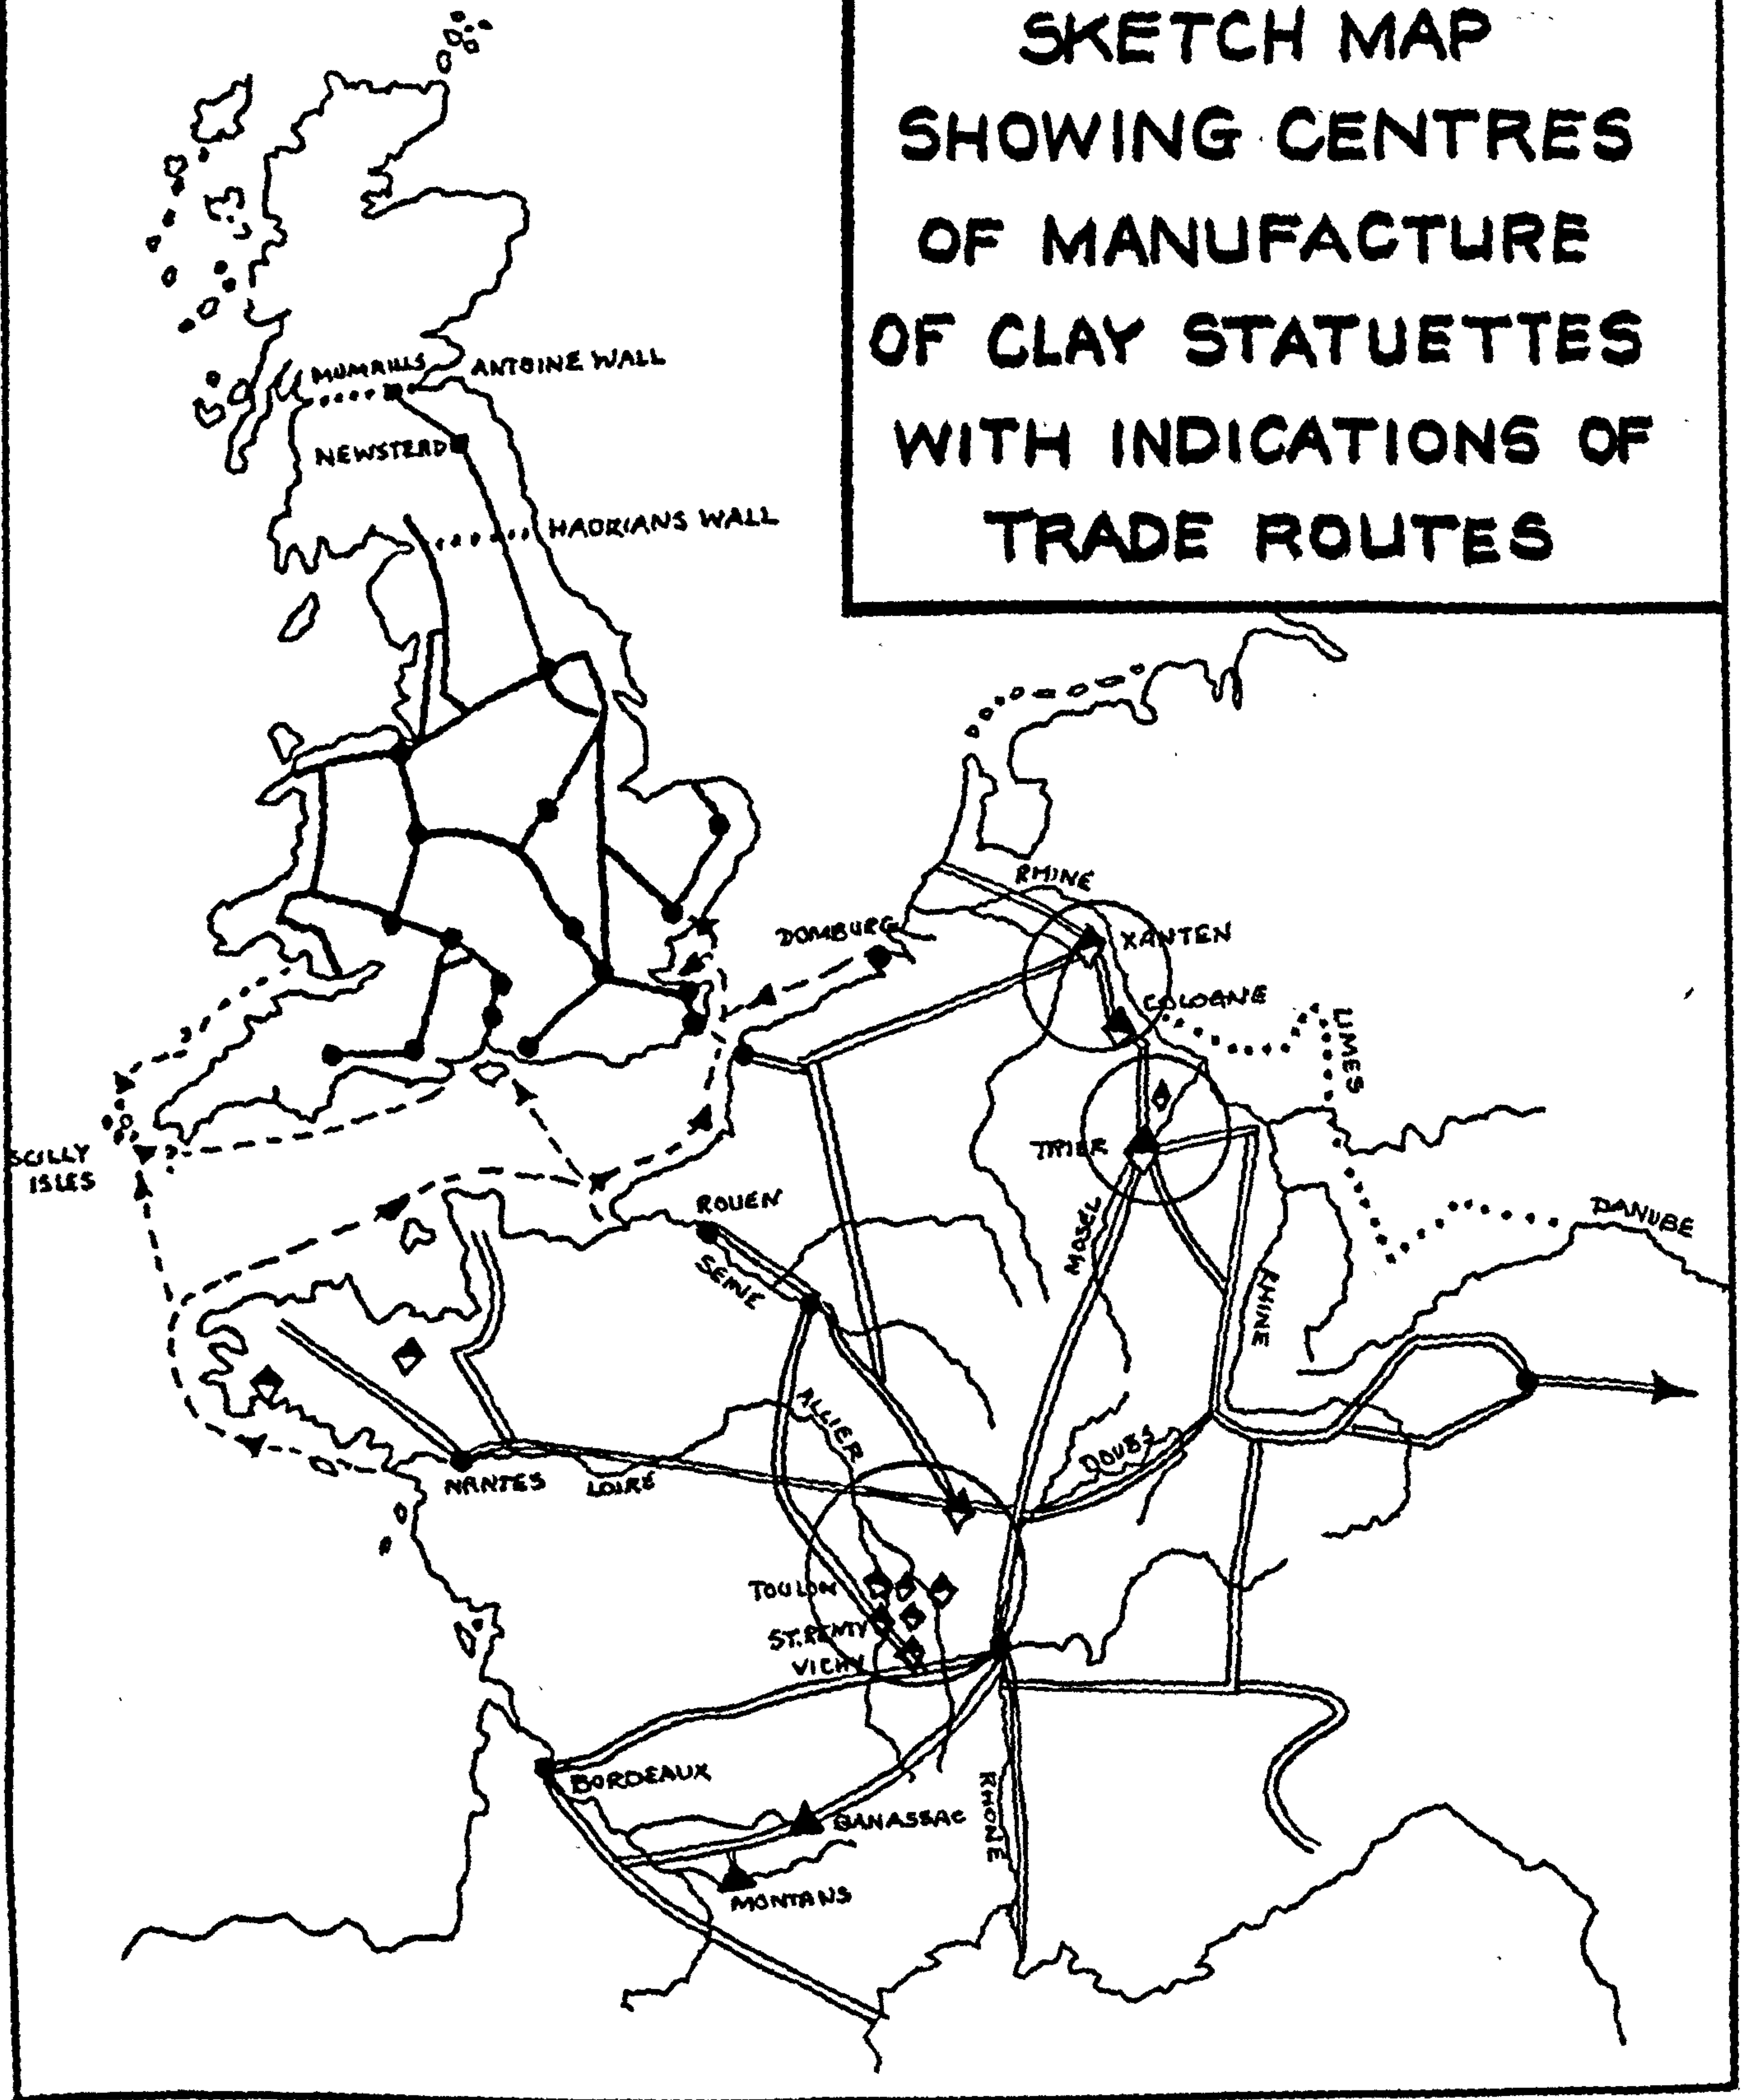 SKETCH MAP
SHOWING CENTRES
OF MANUFACTURE
OF CLAY STATUETTES
WITH INDICATIONS OF
TRADE ROUTES
MUMRILLS
ANTOINE WALL
NEWSTEAD
HADRIANS WALL
RHINE
DOMBURG
XANTEN
COLOGNE
LIMES
SCILLY
ISLES
TRIER
ROUEN
MOSEL
DANUBE
SEINE
RHINE
ALLIER
DOUBS
NANTES
LOIRE
TOULON
ST. REMY
VICHY
BORDEAUX
BANASSAC
RHONE
MONTANS